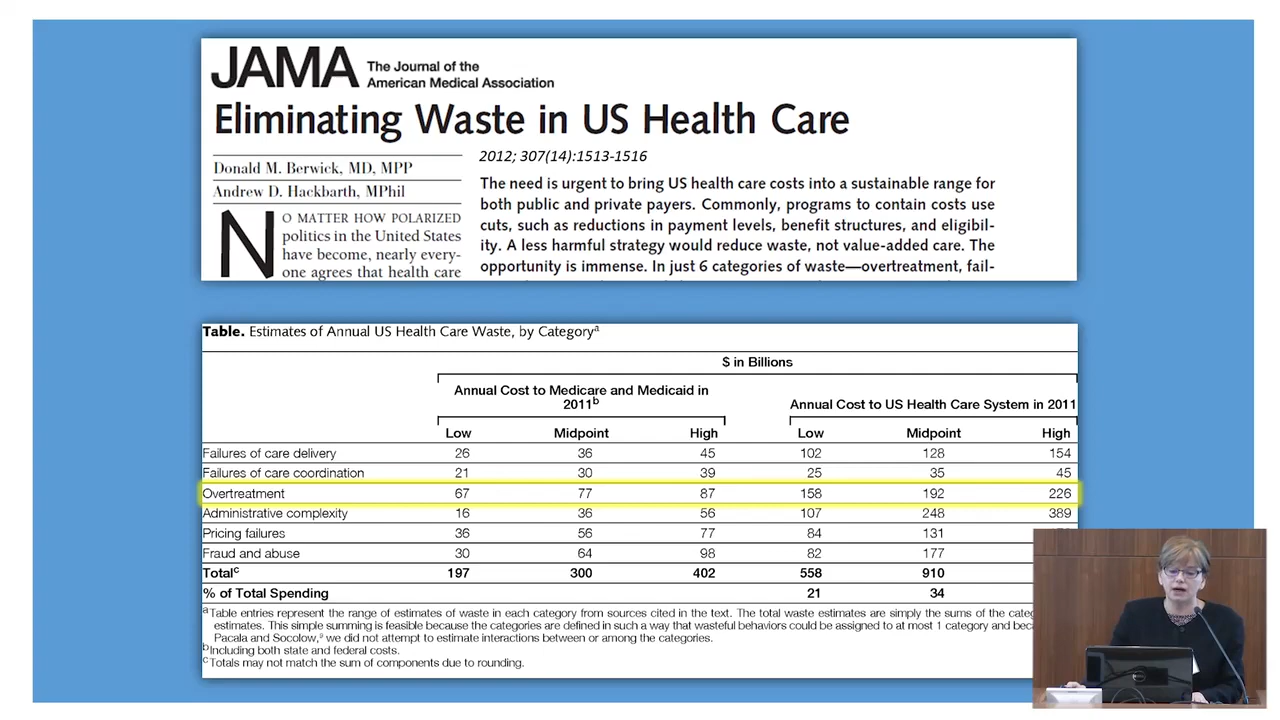 JAMA The Journal of the
American Medical Association
Eliminating Waste in US Health Care
Donald M. Berwick, MD, MPP
Andrew D. Hackbarth, MPhil
NO MATTER HOW POLARIZED
politics in the United States
have become, nearly every-
one agrees that health care
2012; 307(14):1513-1516
The need is urgent to bring US health care costs into a sustainable range for
both public and private payers. Commonly, programs to contain costs use
cuts, such as reductions in payment levels, benefit structures, and eligibil-
ity. A less harmful strategy would reduce waste, not value-added care. The
opportunity is immense. In just 6 categories of waste—overtreatment, fail-
Table. Estimates of Annual US Health Care Waste, by Categoryᵃ
$ in Billions
Annual Cost to Medicare and Medicaid in
2011ᵇ
Annual Cost to US Health Care System in 2011
Low Midpoint High Low Midpoint High
Failures of care delivery 26 36 45 102 128 154
Failures of care coordination 21 30 39 25 35 45
Overtreatment 67 77 87 158 192 226
Administrative complexity 16 36 56 107 248 389
Pricing failures 36 56 77 84 131
Fraud and abuse 30 64 98 82 177
Totalᶜ 197 300 402 558 910
% of Total Spending 21 34
ᵃTable entries represent the range of estimates of waste in each category from sources cited in the text. The total waste estimates are simply the sums of the
estimates. This simple summing is feasible because the categories are defined in such a way that wasteful behaviors could be assigned to at most 1 category and
Pacala and Socolow, we did not attempt to estimate interactions between or among the categories.
ᵇIncluding both state and federal costs.
ᶜTotals may not match the sum of components due to rounding.